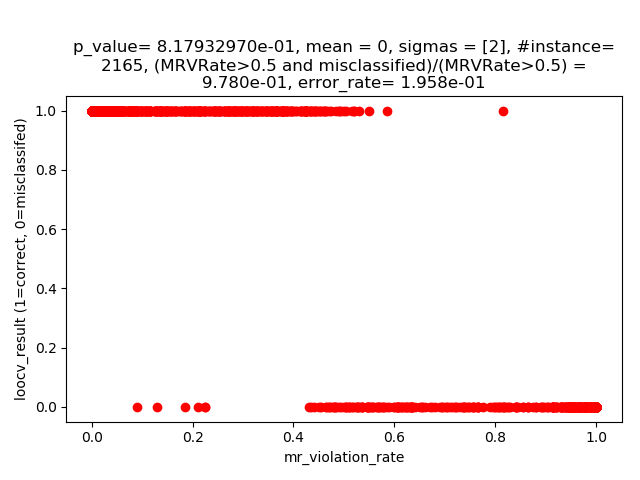 p_value= 8.17932970e-01, mean = 0, sigmas = [2], #instance=
2165, (MRVRate>0.5 and misclassified)/(MRVRate>0.5) =
9.780e-01, error_rate= 1.958e-01
loocv_result (1=correct, 0=misclassifed)
1.0
0.8
0.6
0.4
0.2
0.0
0.0 0.2 0.4 0.6 0.8 1.0
mr_violation_rate